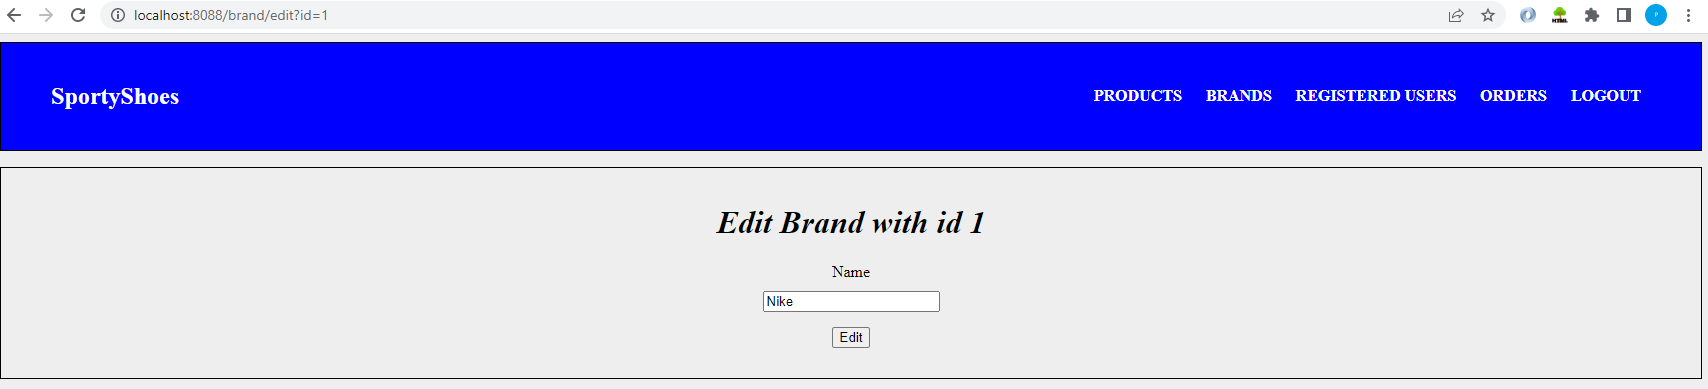 localhost:8088/brand/edit?id=1
HTML
P
SportyShoes
PRODUCTS BRANDS REGISTERED USERS ORDERS LOGOUT
Edit Brand with id 1
Name
Nike
Edit